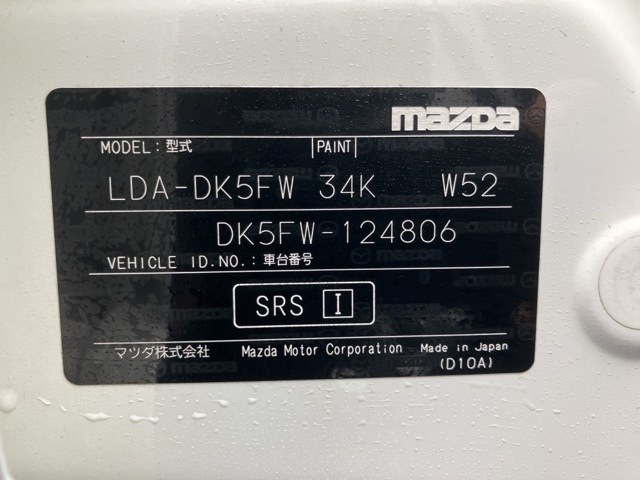 mazda
MODEL：型式 PAINT
LDA-DK5FW 34K W52
DK5FW-124806
VEHICLE ID.NO.：車台番号
SRS I
マツダ株式会社 Mazda Motor Corporation Made in Japan
(D10A)